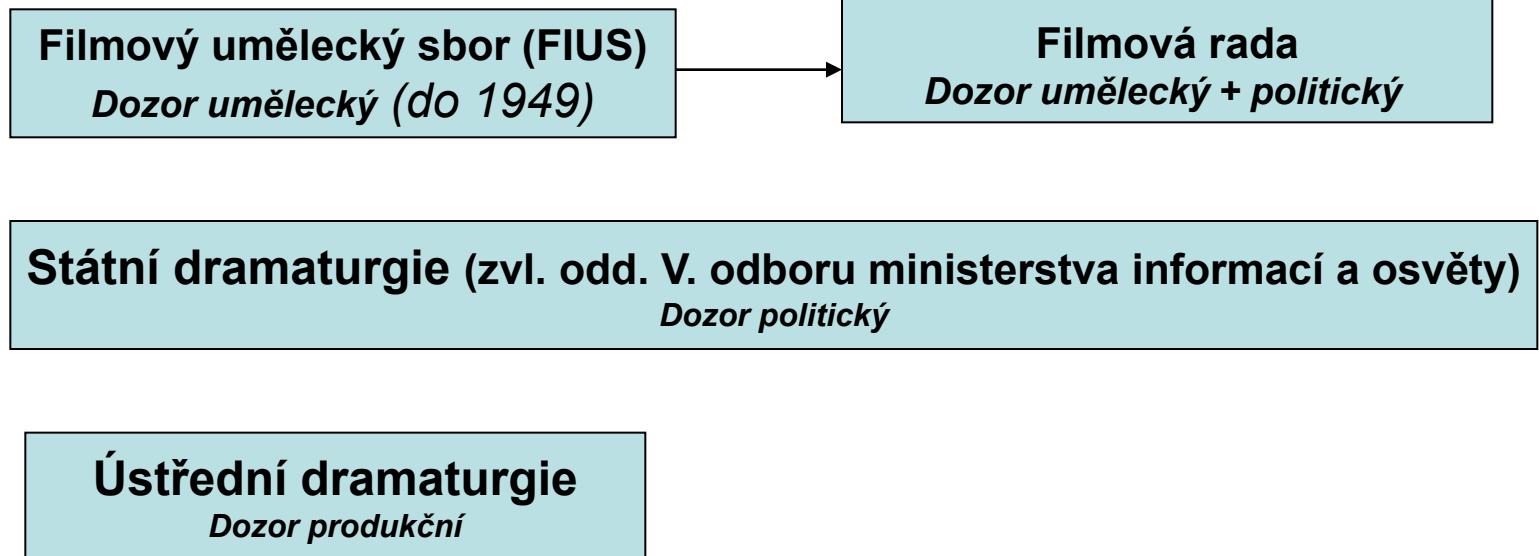 Filmový umělecký sbor (FIUS)
Dozor umělecký (do 1949)
Filmová rada
Dozor umělecký + politický
Státní dramaturgie (zvl. odd. V. odboru ministerstva informací a osvěty)
Dozor politický
Ústřední dramaturgie
Dozor produkční